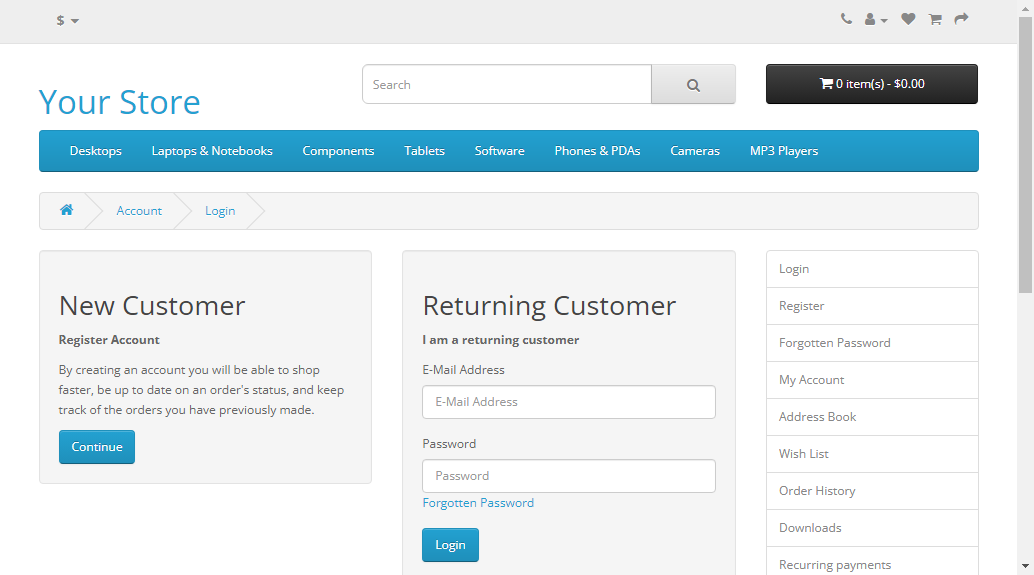 $
Search
0 item(s) - $0.00
Your Store
Desktops Laptops & Notebooks Components Tablets Software Phones & PDAs Cameras MP3 Players
Account Login
New Customer
Register Account
By creating an account you will be able to shop
faster, be up to date on an order's status, and keep
track of the orders you have previously made.
Continue
Returning Customer
I am a returning customer
E-Mail Address
E-Mail Address
Password
Password
Forgotten Password
Login
Login
Register
Forgotten Password
My Account
Address Book
Wish List
Order History
Downloads
Recurring payments